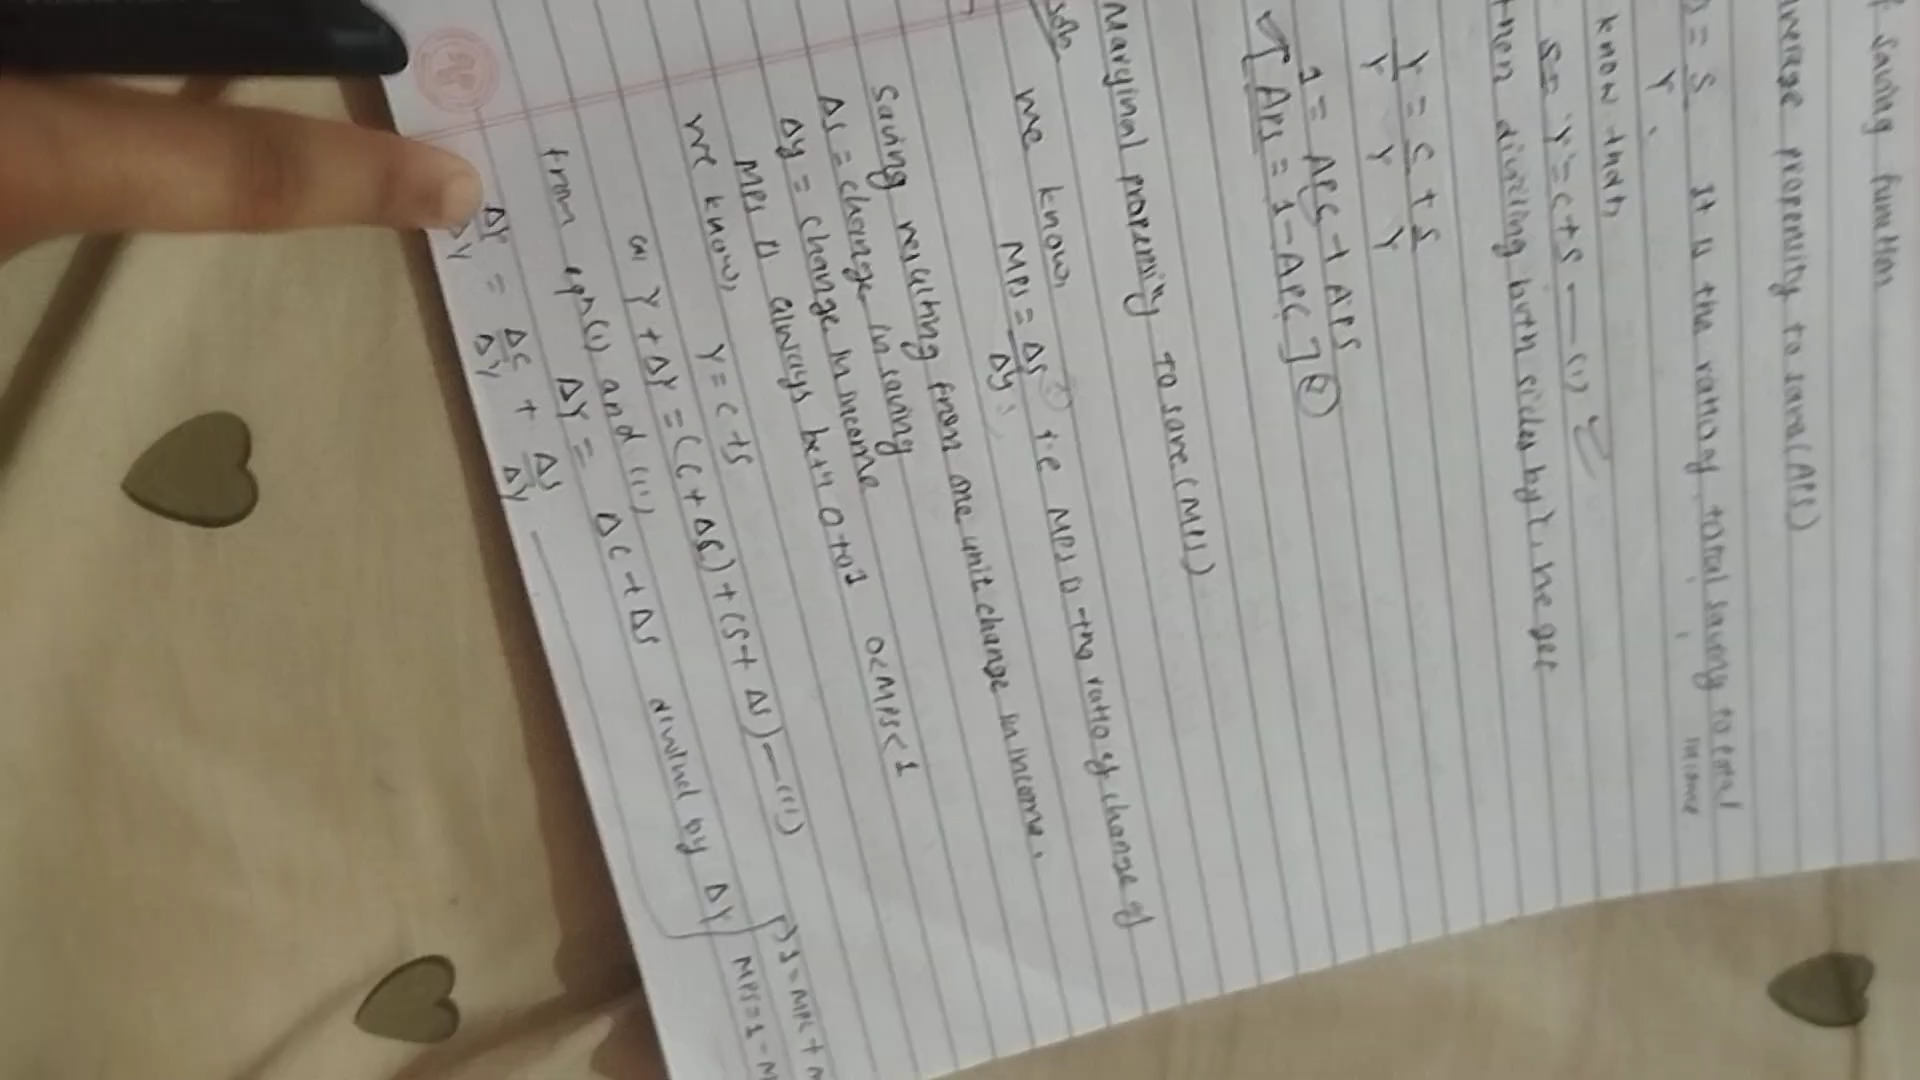 saving function
average propensity to save (APS)
= S/Y . It is the ratio of total saving to total
income
know that,
so Y = C + S — (i)
then dividing both sides by Y, we get
Y/Y = C/Y + S/Y
1 = APC + APS
[APS = 1 - APC]
Marginal propensity to save (MPS)
soln
We know, i.e MPS is the ratio of change of
MPS = ΔS/Δy
saving resulting from one unit change in income.
ΔS = change in saving
Δy = change in income
MPS is always betn 0 to 1 0 < MPS < 1
We know, Y = C + S
or Y + ΔY = (C + ΔC) + (S + ΔS) — (ii)
from eqn (i) and (ii)
ΔY = ΔC + ΔS divided by ΔY
ΔY/ΔY = ΔC/ΔY + ΔS/ΔY
1 = MPC +
MPS = 1 -